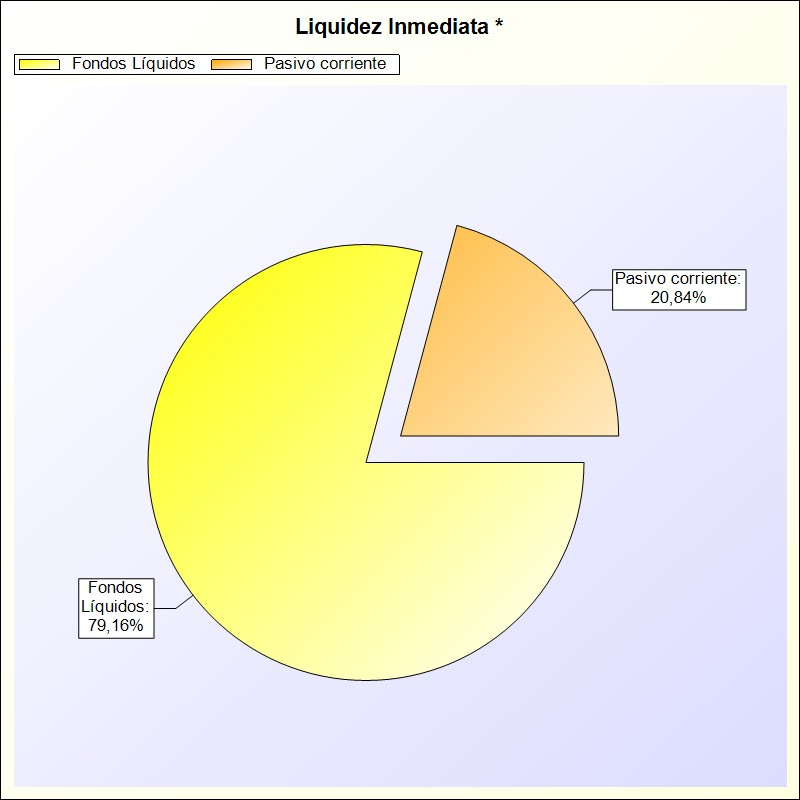 Liquidez Inmediata *
Fondos Líquidos
Pasivo corriente
Pasivo corriente:
20,84%
Fondos
Líquidos:
79,16%